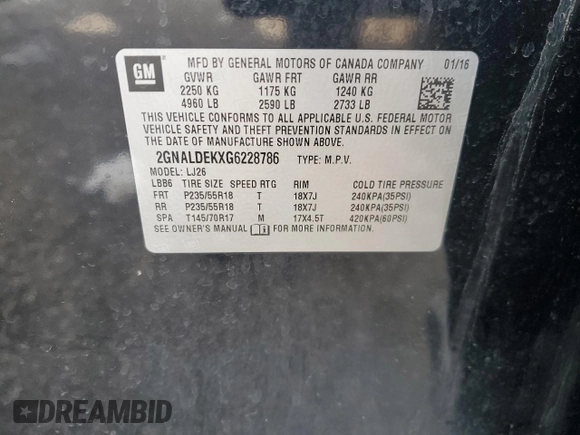 GM
MFD BY GENERAL MOTORS OF CANADA COMPANY 01/16
GVWR GAWR FRT GAWR RR
2250 KG 1175 KG 1240 KG
4960 LB 2590 LB 2733 LB
THIS VEHICLE CONFORMS TO ALL APPLICABLE U.S. FEDERAL MOTOR
VEHICLE SAFETY AND THEFT PREVENTION STANDARDS IN EFFECT ON
THE DATE OF MANUFACTURE SHOWN ABOVE.
2GNALDEKXG6228786 TYPE: M.P.V.
MODEL: LJ26
LBB6 TIRE SIZE SPEED RTG RIM COLD TIRE PRESSURE
FRT P235/55R18 T 18X7J 240KPA(35PSI)
RR P235/55R18 T 18X7J 240KPA(35PSI)
SPA T145/70R17 M 17X4.5T 420KPA(60PSI)
SEE OWNER'S MANUAL FOR MORE INFORMATION
DREAMBID